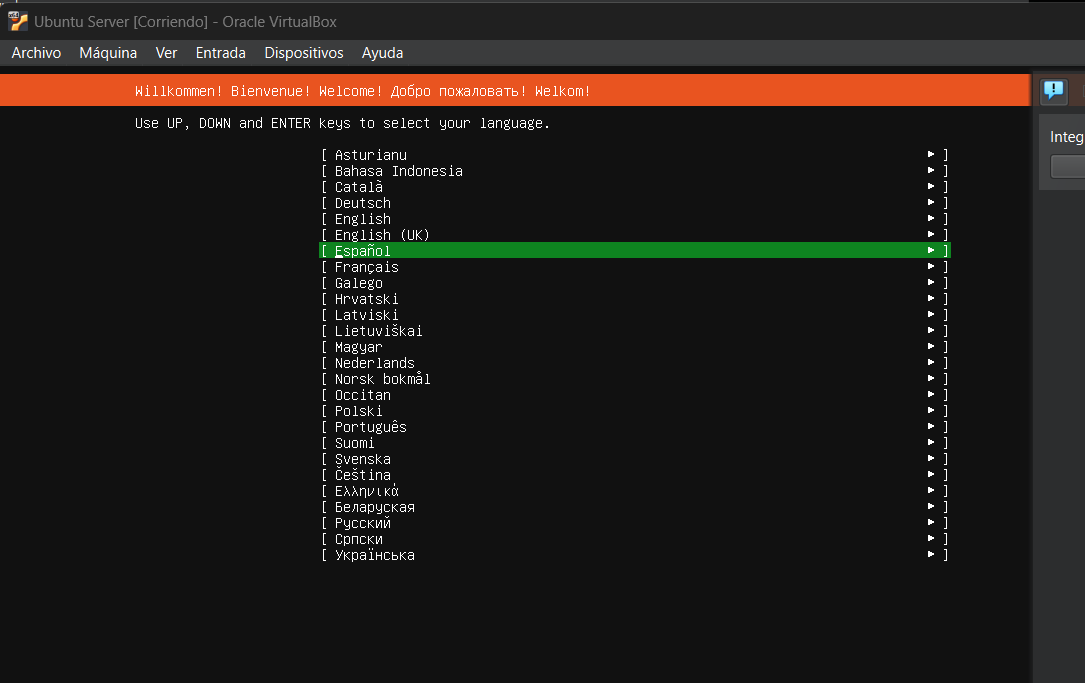 Ubuntu Server [Corriendo] - Oracle VirtualBox
Archivo Máquina Ver Entrada Dispositivos Ayuda
Willkommen! Bienvenue! Welcome! Добро пожаловать! Welkom!
Use UP, DOWN and ENTER keys to select your language.
[ Asturianu ▸ ]
[ Bahasa Indonesia ▸ ]
[ Català ▸ ]
[ Deutsch ▸ ]
[ English ▸ ]
[ English (UK) ▸ ]
[ Español ▸ ]
[ Français ▸ ]
[ Galego ▸ ]
[ Hrvatski ▸ ]
[ Latviski ▸ ]
[ Lietuviškai ▸ ]
[ Magyar ▸ ]
[ Nederlands ▸ ]
[ Norsk bokmål ▸ ]
[ Occitan ▸ ]
[ Polski ▸ ]
[ Português ▸ ]
[ Suomi ▸ ]
[ Svenska ▸ ]
[ Čeština ▸ ]
[ Ελληνικά ▸ ]
[ Беларуская ▸ ]
[ Русский ▸ ]
[ Српски ▸ ]
[ Українська ▸ ]
Integ